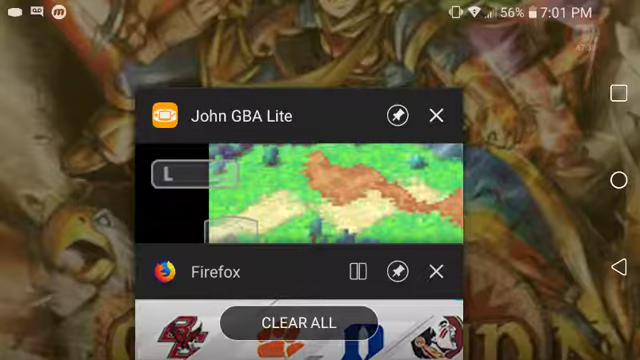 56% 7:01 PM
John GBA Lite
L
Firefox
CLEAR ALL